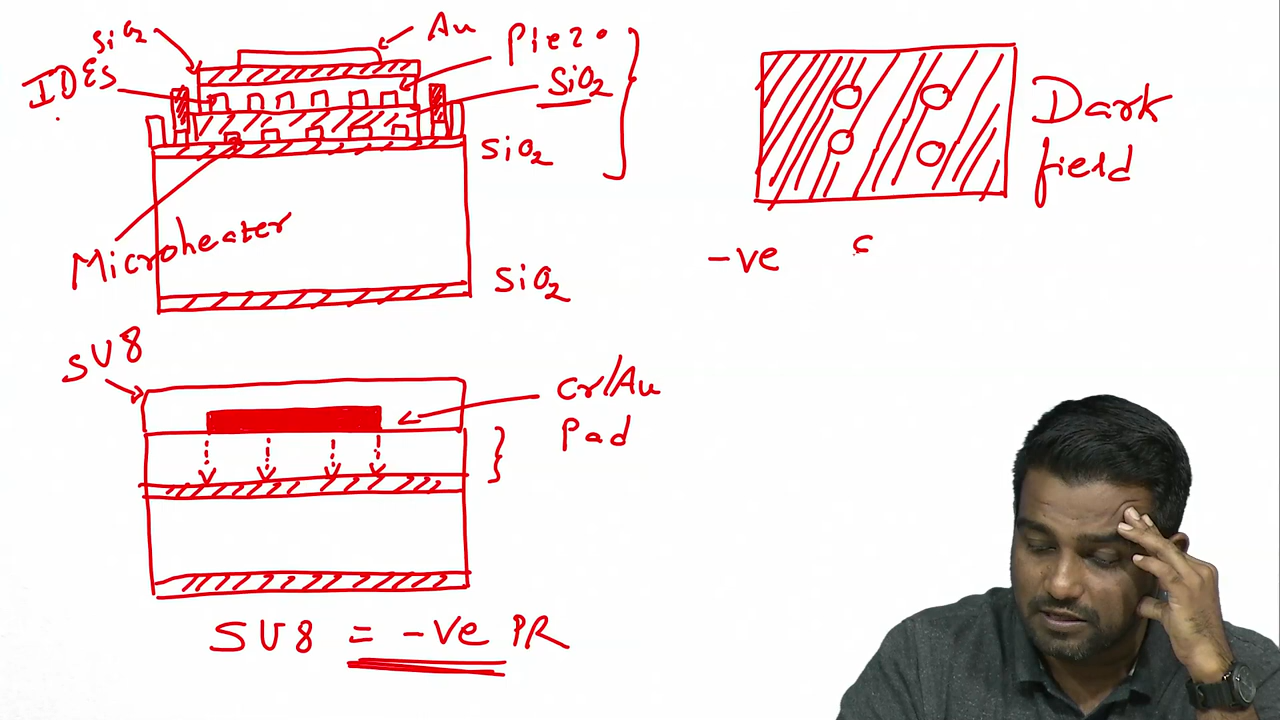 SiO2
Au
Piezo
IDES
SiO2
SiO2
Microheater
SiO2
SU8
Cr/Au
Pad
SU8 = -ve PR
Dark
field
-ve